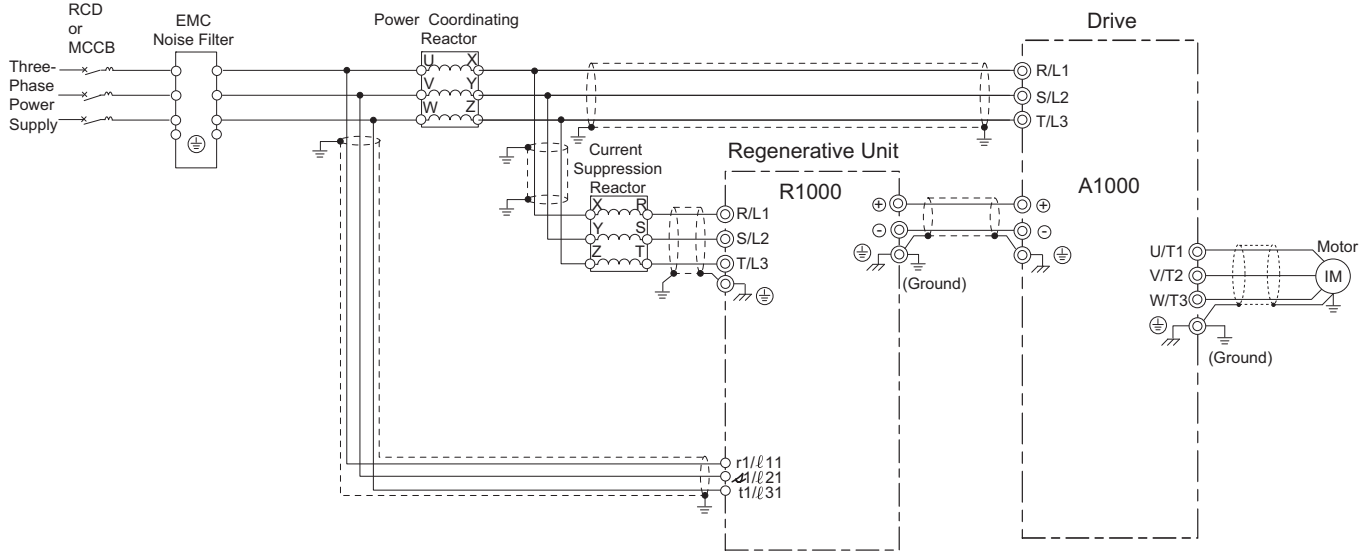 RCD
or
MCCB
EMC
Noise Filter
Power Coordinating
Reactor
Drive
Three-
Phase
Power
Supply
U X
V Y
W Z
R/L1
S/L2
T/L3
Current
Suppression
Reactor
Regenerative Unit
R1000
A1000
X R
Y S
Z T
R/L1
S/L2
T/L3
(Ground)
U/T1
V/T2
W/T3
Motor
IM
(Ground)
r1/ℓ11
s1/ℓ21
t1/ℓ31